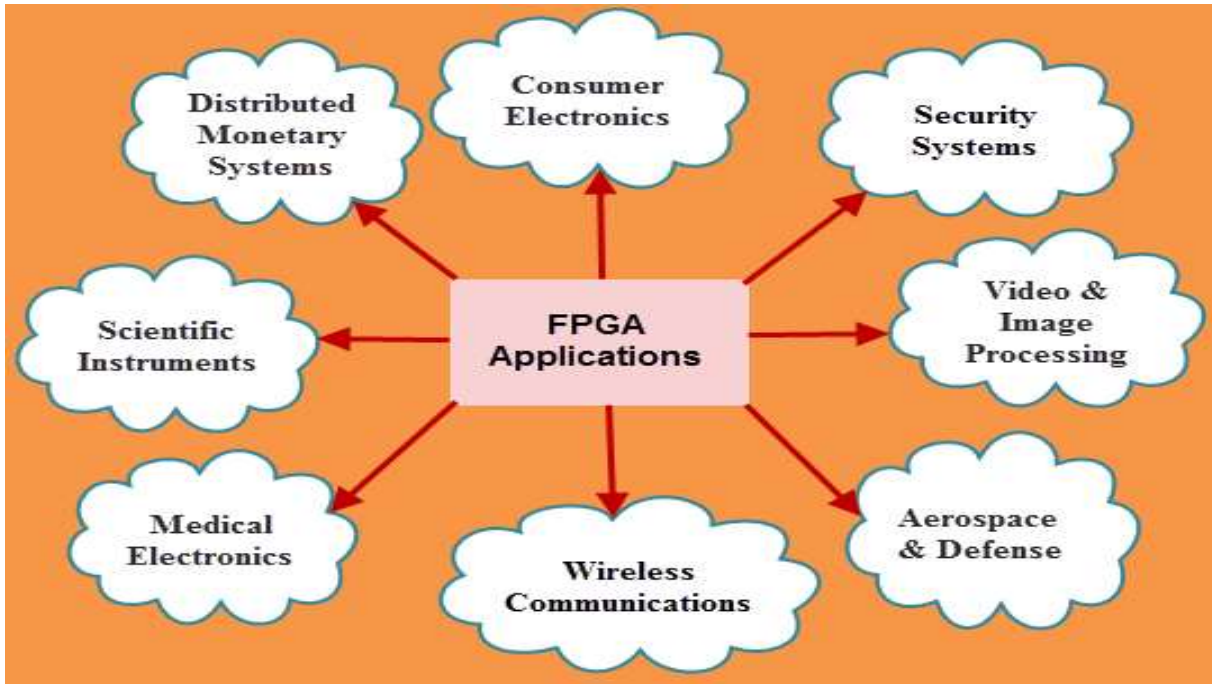 Distributed
Monetary
Systems
Consumer
Electronics
Security
Systems
Scientific
Instruments
FPGA
Applications
Video &
Image
Processing
Medical
Electronics
Wireless
Communications
Aerospace
& Defense